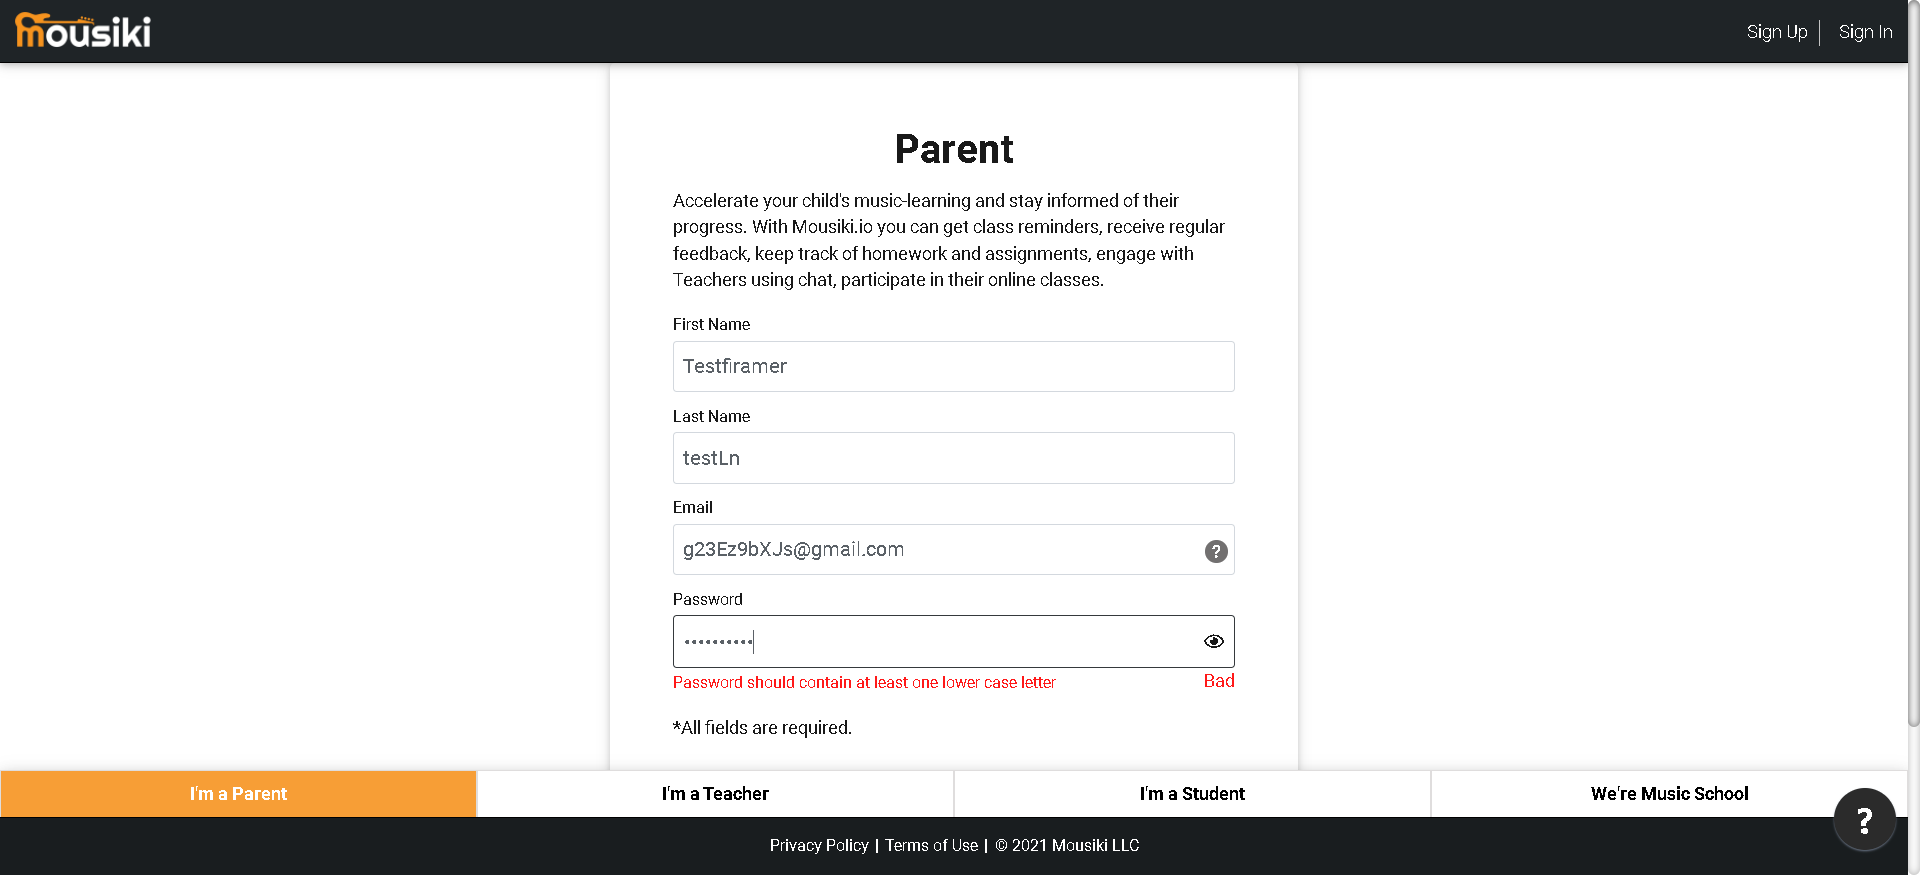 mousiki
Sign Up
Sign In
Parent
Accelerate your child's music-learning and stay informed of their
progress. With Mousiki.io you can get class reminders, receive regular
feedback, keep track of homework and assignments, engage with
Teachers using chat, participate in their online classes.
First Name
Testfiramer
Last Name
testLn
Email
g23Ez9bXJs@gmail.com
?
Password
••••••••••
Password should contain at least one lower case letter
Bad
*All fields are required.
I'm a Parent
I'm a Teacher
I'm a Student
We're Music School
?
Privacy Policy | Terms of Use | © 2021 Mousiki LLC